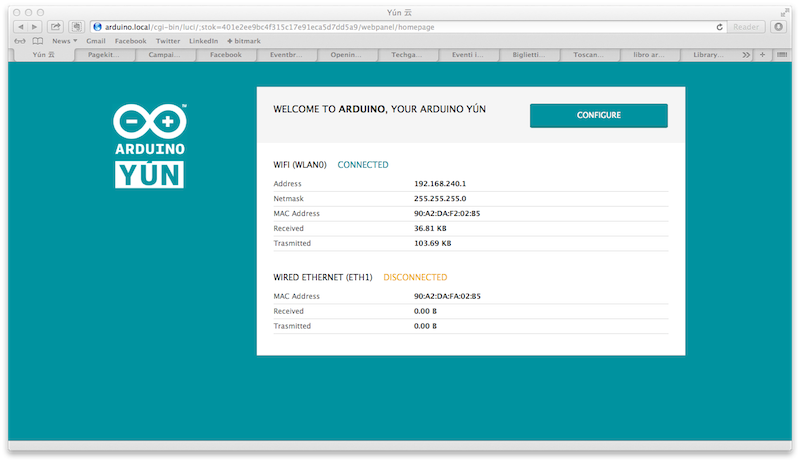 Yún 云
arduino.local/cgi-bin/luci/;stok=401e2ee9bc4f315c17e91eca5d7dd5a9/webpanel/homepage
Reader
News Gmail Facebook Twitter LinkedIn bitmark
Yún 云 Pagekit... Campai... Facebook Eventbr... Openin... Techga... Eventi i... Biglietti... Toscan... libro ar... Library...
WELCOME TO ARDUINO, YOUR ARDUINO YÚN
CONFIGURE
TM
ARDUINO
YÚN
WIFI (WLAN0) CONNECTED
Address 192.168.240.1
Netmask 255.255.255.0
MAC Address 90:A2:DA:F2:02:B5
Received 36.81 KB
Trasmitted 103.69 KB
WIRED ETHERNET (ETH1) DISCONNECTED
MAC Address 90:A2:DA:FA:02:B5
Received 0.00 B
Trasmitted 0.00 B